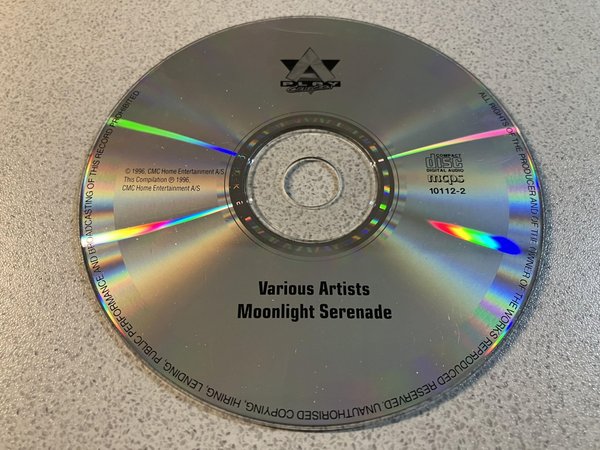 A
PLAY
© 1996. CMC Home Entertainment A/S
This Compilation ℗ 1996.
CMC Home Entertainment A/S
COMPACT
disc
DIGITAL AUDIO
mcps
10112-2
Various Artists
Moonlight Serenade
ALL RIGHTS OF THE PRODUCER AND OF THE OWNER OF THE WORKS REPRODUCED RESERVED. UNAUTHORISED COPYING, HIRING, LENDING, PUBLIC PERFORMANCE AND BROADCASTING OF THIS RECORD PROHIBITED